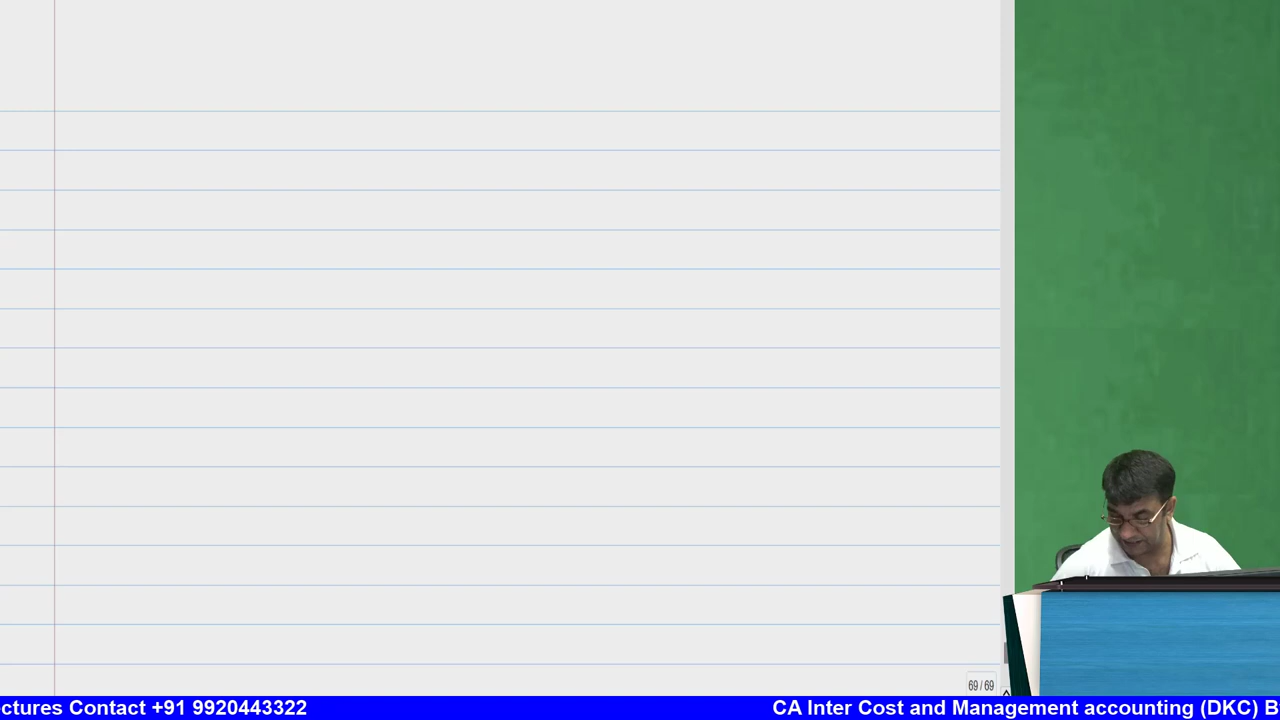 69 / 69
ctures Contact +91 9920443322
CA Inter Cost and Management accounting (DKC) B